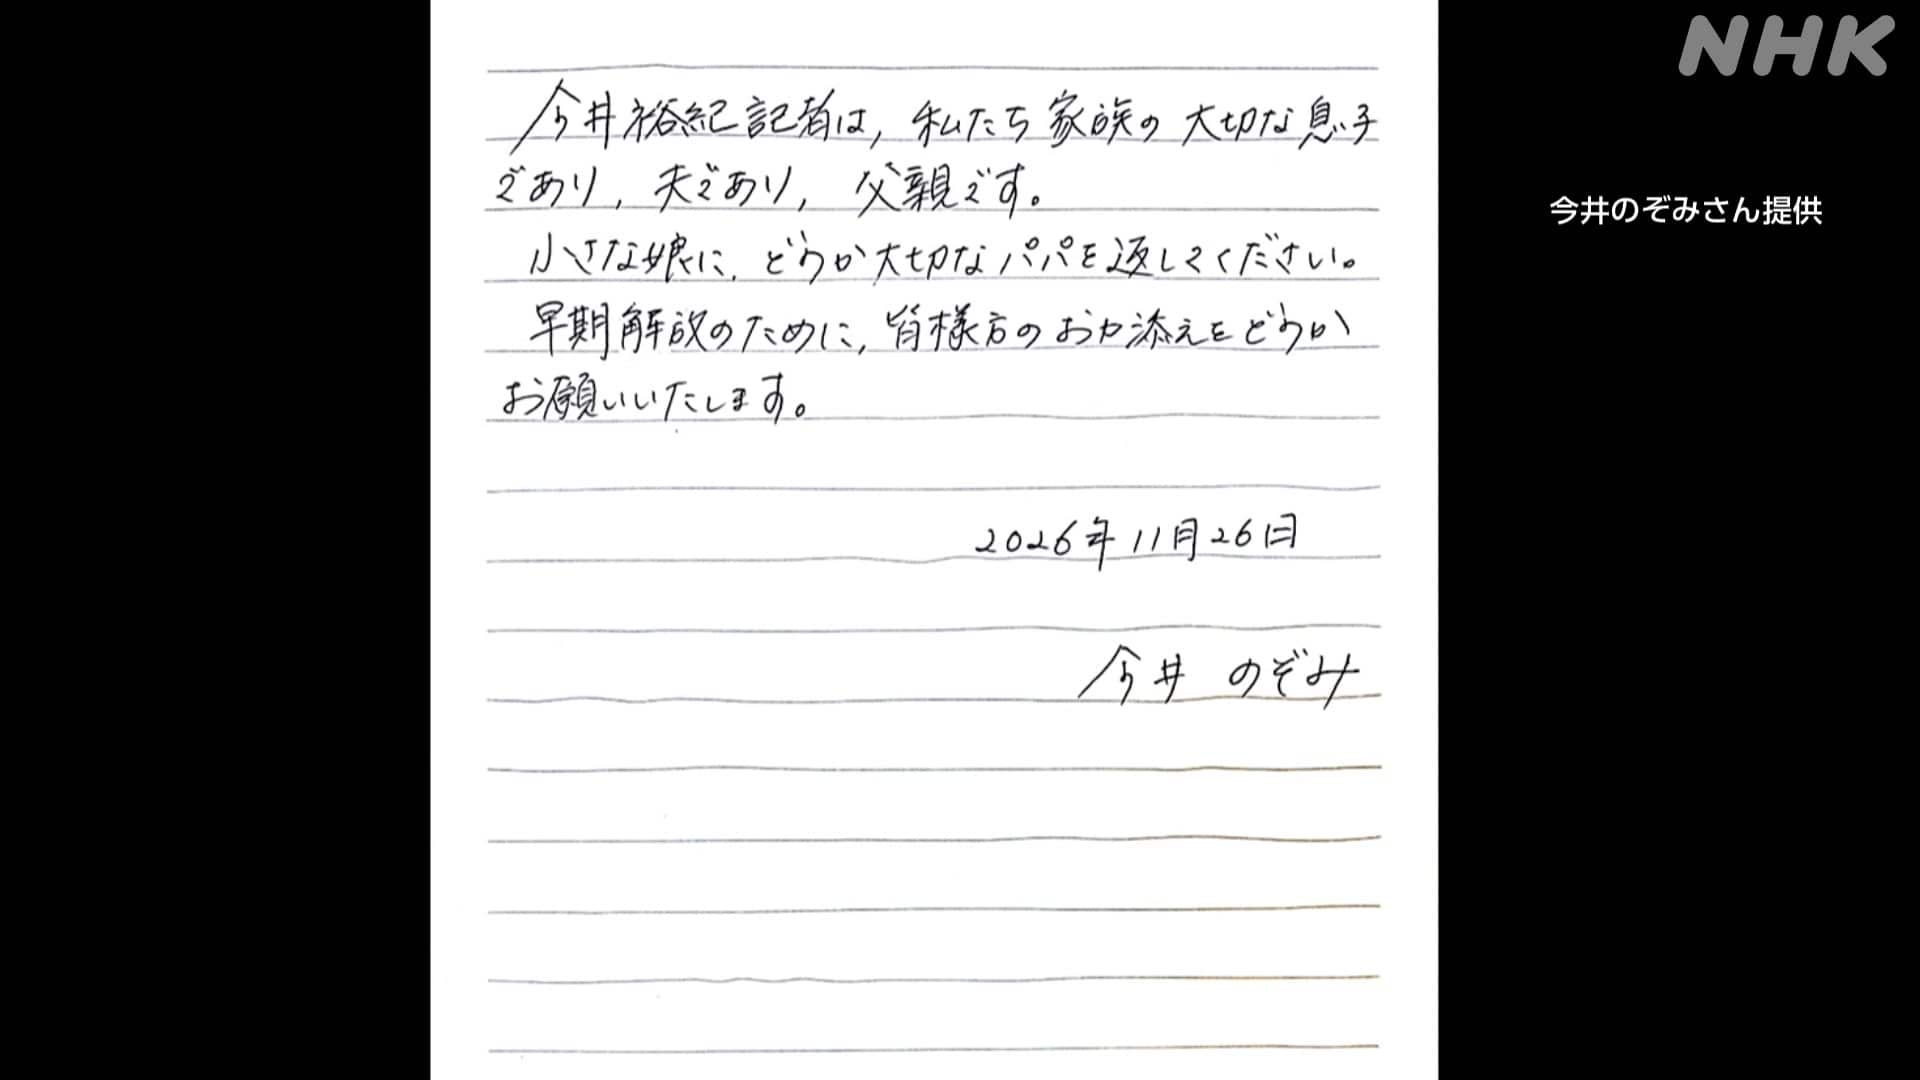 NHK
今井裕紀記者は,私たち家族の大切な息子
であり,夫であり,父親です。
小さな娘に,どうか大切なパパを返してください。
早期解放のために,皆様方のお力添えをどうか
お願いいたします。
2026年11月26日
今井 のぞみ
今井のぞみさん提供